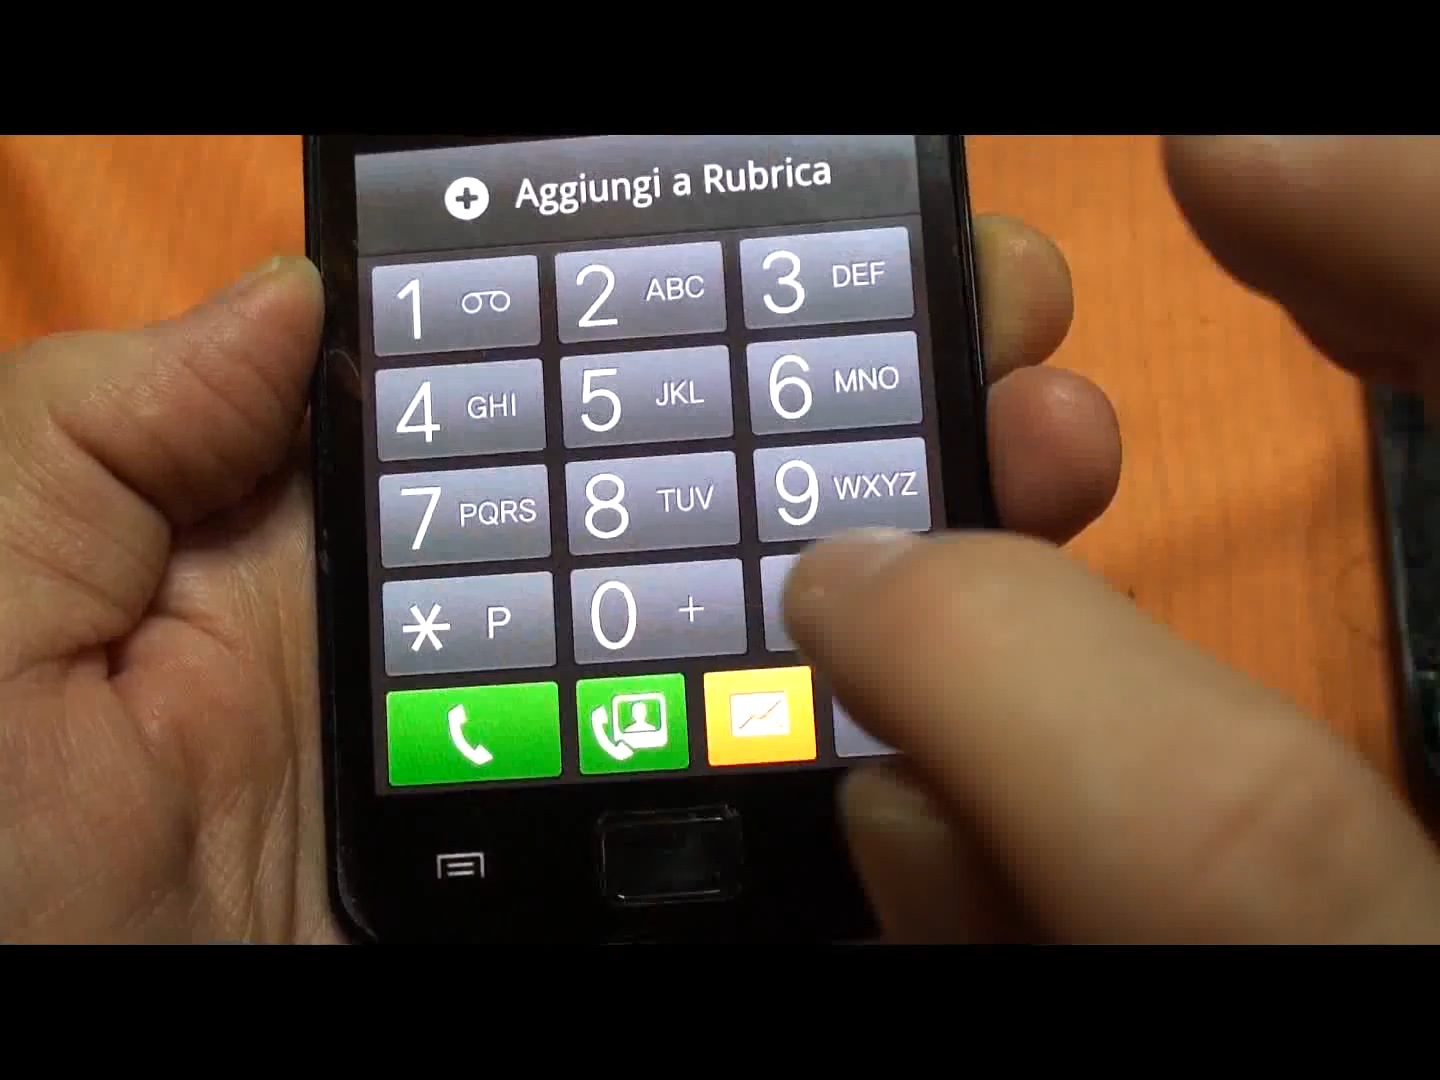 Aggiungi a Rubrica
1 2 ABC 3 DEF
4 GHI 5 JKL 6 MNO
7 PQRS 8 TUV 9 WXYZ
* P 0 +